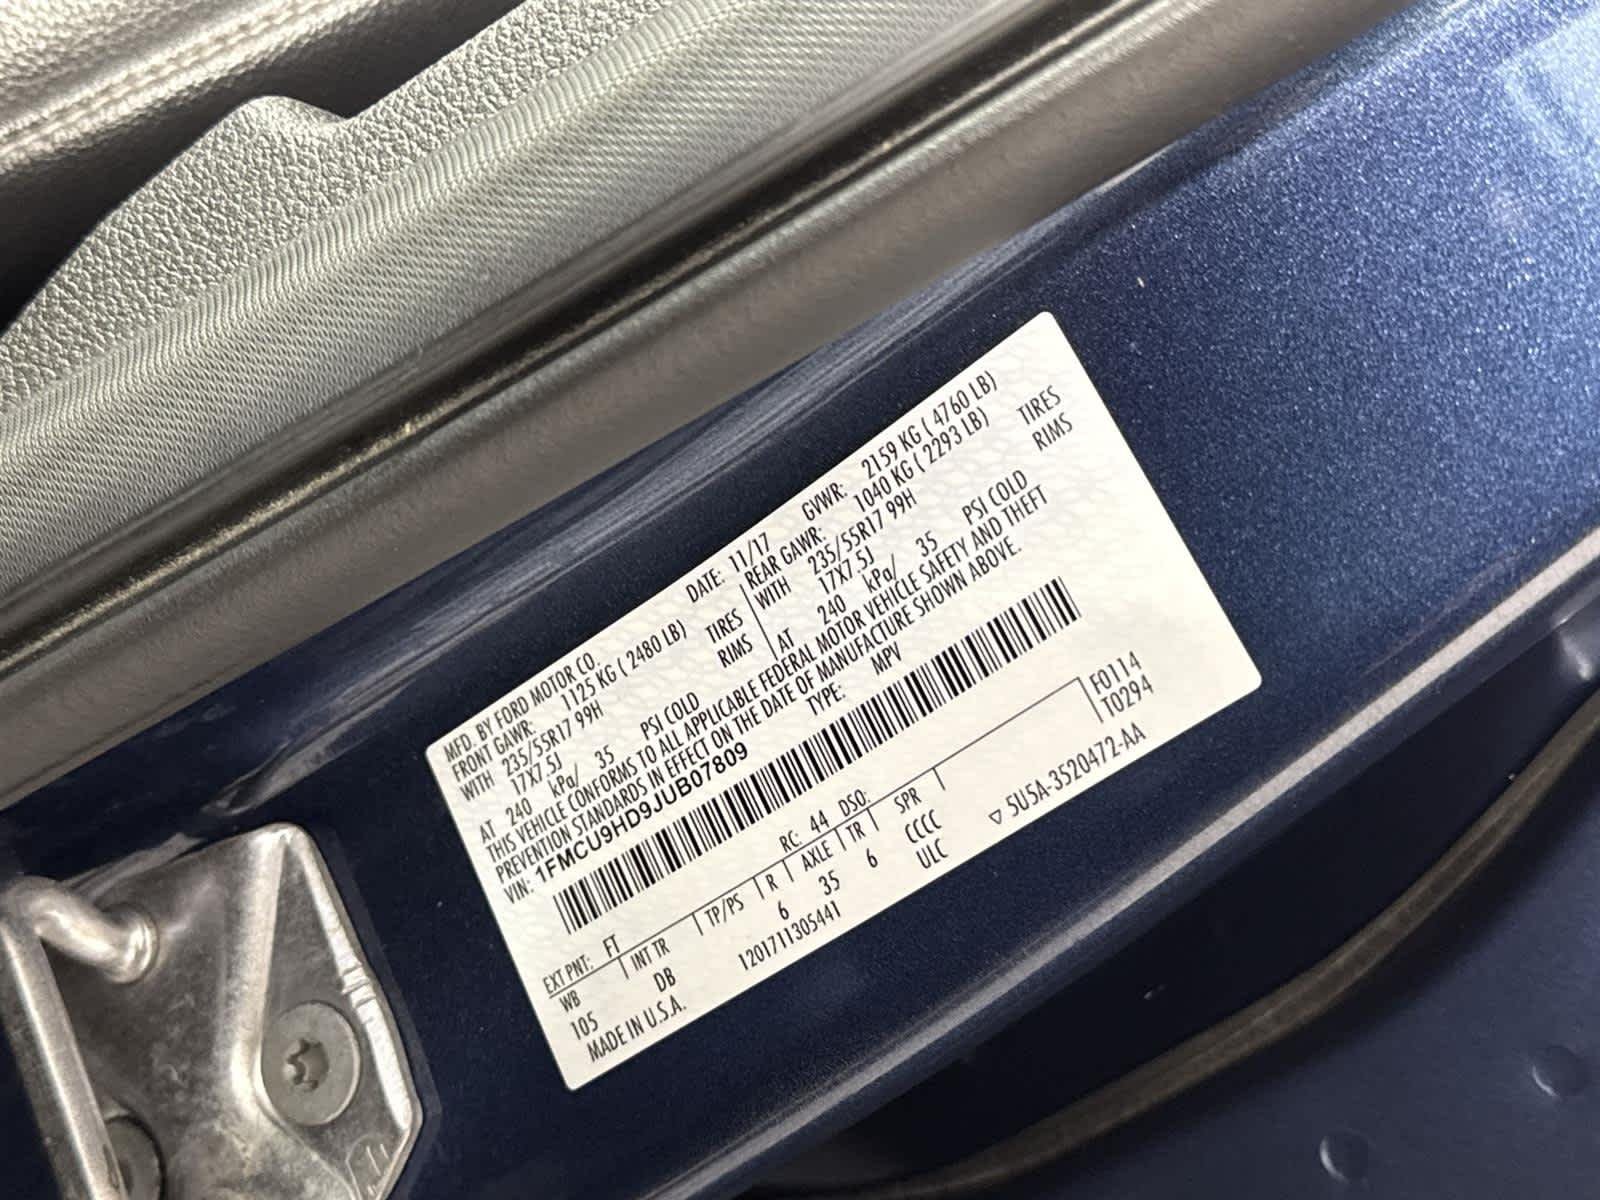 MFD. BY FORD MOTOR CO. DATE: 11/17 GVWR: 2159 KG ( 4760 LB)
FRONT GAWR: 1125 KG ( 2480 LB) REAR GAWR: 1040 KG ( 2293 LB)
WITH 235/55R17 99H TIRES WITH 235/55R17 99H TIRES
17X7.5J RIMS 17X7.5J RIMS
AT 240 kPa/ 35 PSI COLD AT 240 kPa/ 35 PSI COLD
THIS VEHICLE CONFORMS TO ALL APPLICABLE FEDERAL MOTOR VEHICLE SAFETY AND THEFT
PREVENTION STANDARDS IN EFFECT ON THE DATE OF MANUFACTURE SHOWN ABOVE.
VIN: 1FMCU9HD9JUB07809 TYPE: MPV
EXT PNT: FT RC: 44 DSO: F0114
WB INT TR TP/PS R AXLE TR SPR T0294
105 DB 6 35 6 CCCC
MADE IN U.S.A. 1201711305441 ULC ▽ 5U5A-3520472-AA